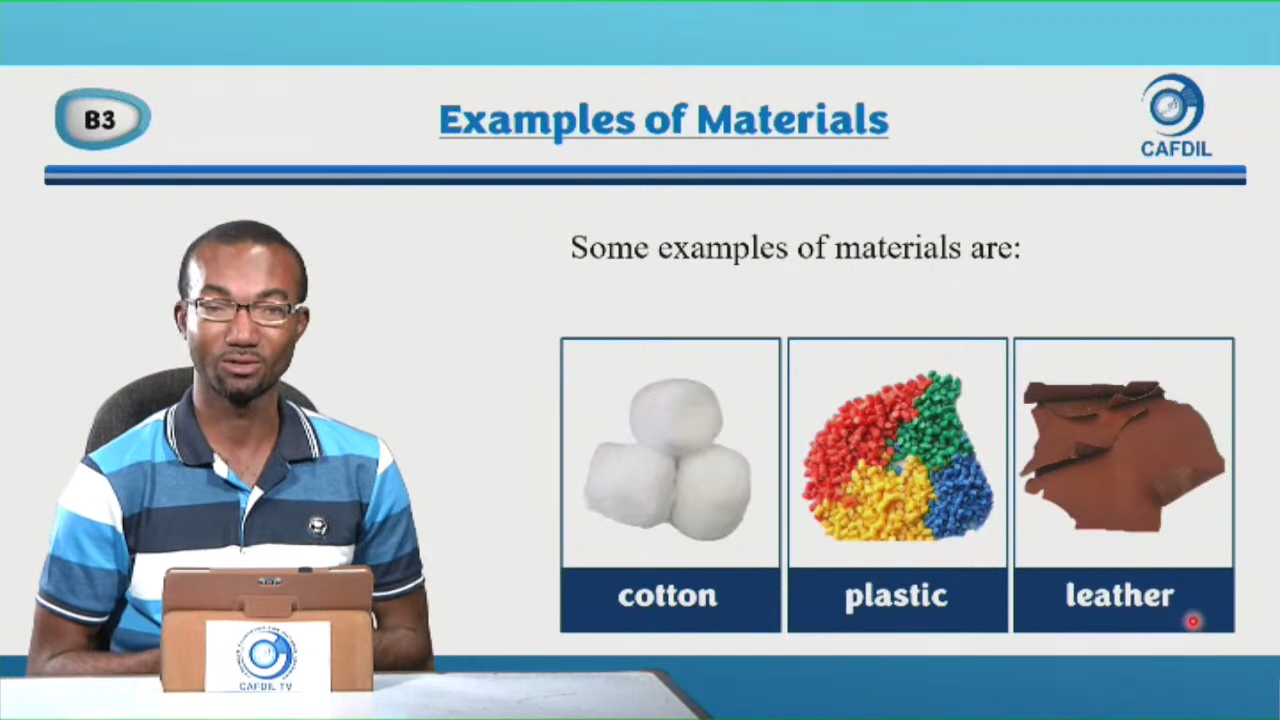 B3
Examples of Materials
CAFDIL
Some examples of materials are:
cotton
plastic
leather
CAFDIL TV